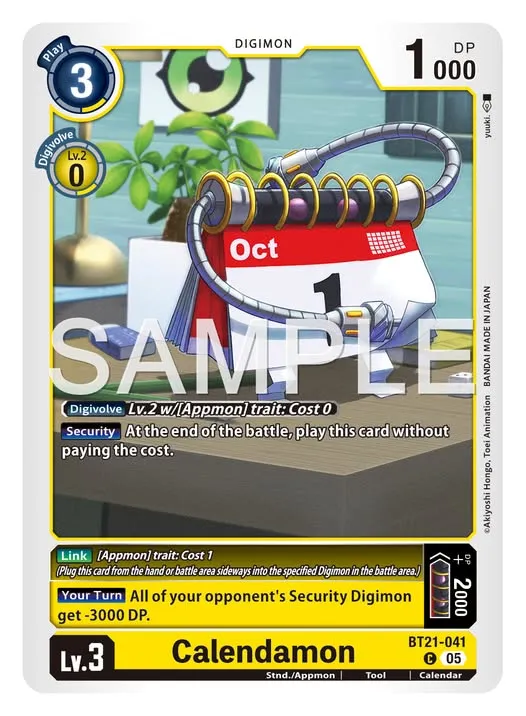 DIGIMON
Play
3
1000
DP
Digivolve
Lv.2
0
yuuki.
Oct
1
SAMPLE
Digivolve Lv.2 w/[Appmon] trait: Cost 0
Security At the end of the battle, play this card without
paying the cost.
©Akiyoshi Hongo, Toei Animation BANDAI MADE IN JAPAN
Link [Appmon] trait: Cost 1
(Plug this card from the hand or battle area sideways into the specified Digimon in the battle area.)
DP
+2000
Your Turn All of your opponent's Security Digimon
get -3000 DP.
Lv.3
Calendamon
BT21-041
C 05
Stnd./Appmon Tool Calendar